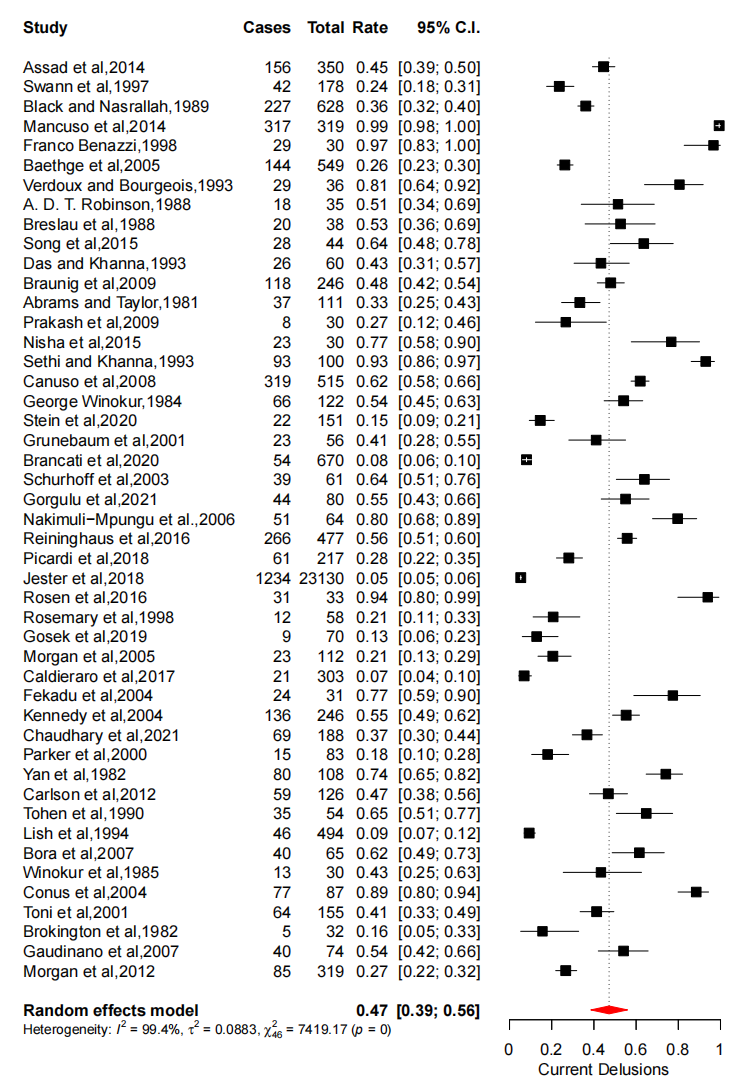 Study Cases Total Rate 95% C.I.
Assad et al,2014 156 350 0.45 [0.39; 0.50]
Swann et al,1997 42 178 0.24 [0.18; 0.31]
Black and Nasrallah,1989 227 628 0.36 [0.32; 0.40]
Mancuso et al,2014 317 319 0.99 [0.98; 1.00]
Franco Benazzi,1998 29 30 0.97 [0.83; 1.00]
Baethge et al,2005 144 549 0.26 [0.23; 0.30]
Verdoux and Bourgeois,1993 29 36 0.81 [0.64; 0.92]
A. D. T. Robinson,1988 18 35 0.51 [0.34; 0.69]
Breslau et al,1988 20 38 0.53 [0.36; 0.69]
Song et al,2015 28 44 0.64 [0.48; 0.78]
Das and Khanna,1993 26 60 0.43 [0.31; 0.57]
Braunig et al,2009 118 246 0.48 [0.42; 0.54]
Abrams and Taylor,1981 37 111 0.33 [0.25; 0.43]
Prakash et al,2009 8 30 0.27 [0.12; 0.46]
Nisha et al,2015 23 30 0.77 [0.58; 0.90]
Sethi and Khanna,1993 93 100 0.93 [0.86; 0.97]
Canuso et al,2008 319 515 0.62 [0.58; 0.66]
George Winokur,1984 66 122 0.54 [0.45; 0.63]
Stein et al,2020 22 151 0.15 [0.09; 0.21]
Grunebaum et al,2001 23 56 0.41 [0.28; 0.55]
Brancati et al,2020 54 670 0.08 [0.06; 0.10]
Schurhoff et al,2003 39 61 0.64 [0.51; 0.76]
Gorgulu et al,2021 44 80 0.55 [0.43; 0.66]
Nakimuli−Mpungu et al.,2006 51 64 0.80 [0.68; 0.89]
Reininghaus et al,2016 266 477 0.56 [0.51; 0.60]
Picardi et al,2018 61 217 0.28 [0.22; 0.35]
Jester et al,2018 1234 23130 0.05 [0.05; 0.06]
Rosen et al,2016 31 33 0.94 [0.80; 0.99]
Rosemary et al,1998 12 58 0.21 [0.11; 0.33]
Gosek et al,2019 9 70 0.13 [0.06; 0.23]
Morgan et al,2005 23 112 0.21 [0.13; 0.29]
Caldieraro et al,2017 21 303 0.07 [0.04; 0.10]
Fekadu et al,2004 24 31 0.77 [0.59; 0.90]
Kennedy et al,2004 136 246 0.55 [0.49; 0.62]
Chaudhary et al,2021 69 188 0.37 [0.30; 0.44]
Parker et al,2000 15 83 0.18 [0.10; 0.28]
Yan et al,1982 80 108 0.74 [0.65; 0.82]
Carlson et al,2012 59 126 0.47 [0.38; 0.56]
Tohen et al,1990 35 54 0.65 [0.51; 0.77]
Lish et al,1994 46 494 0.09 [0.07; 0.12]
Bora et al,2007 40 65 0.62 [0.49; 0.73]
Winokur et al,1985 13 30 0.43 [0.25; 0.63]
Conus et al,2004 77 87 0.89 [0.80; 0.94]
Toni et al,2001 64 155 0.41 [0.33; 0.49]
Brokington et al,1982 5 32 0.16 [0.05; 0.33]
Gaudinano et al,2007 40 74 0.54 [0.42; 0.66]
Morgan et al,2012 85 319 0.27 [0.22; 0.32]
Random effects model 0.47 [0.39; 0.56]
Heterogeneity: I² = 99.4%, τ² = 0.0883, χ²₄₆ = 7419.17 (p = 0)
0 0.2 0.4 0.6 0.8 1
Current Delusions